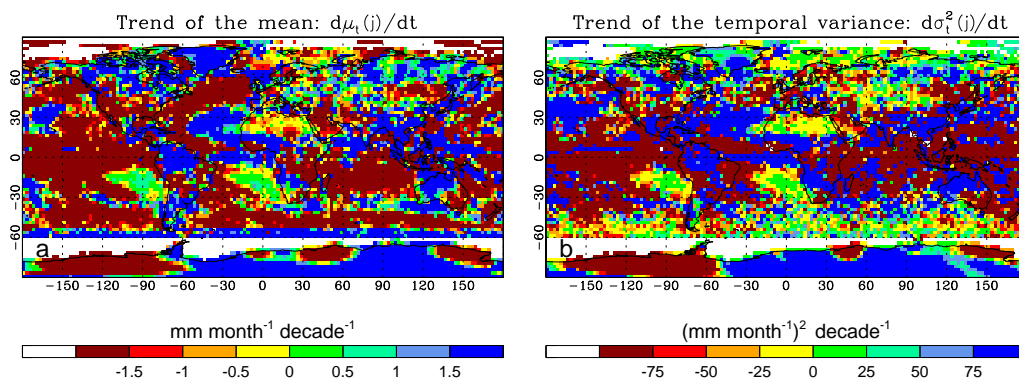 Trend of the mean: dμₜ(j)/dt
Trend of the temporal variance: dσₜ²(j)/dt
60
30
0
−30
−60
a
−150 −120 −90 −60 −30 0 30 60 90 120 150
60
30
0
−30
−60
b
−150 −120 −90 −60 −30 0 30 60 90 120 150
mm month⁻¹ decade⁻¹
-1.5 -1 -0.5 0 0.5 1 1.5
(mm month⁻¹)² decade⁻¹
-75 -50 -25 0 25 50 75